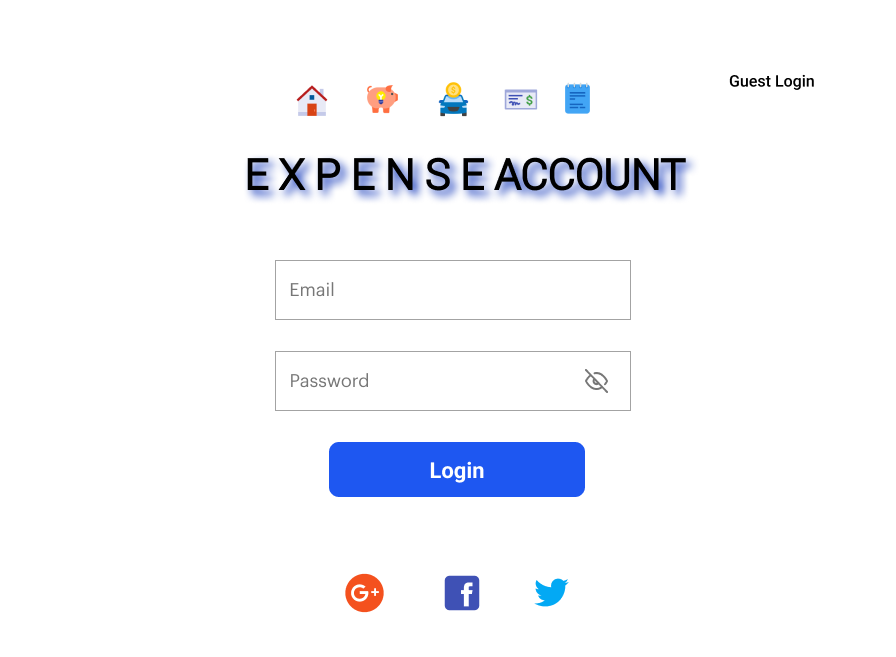 Guest Login
E X P E N S E ACCOUNT
Email
Password
Login